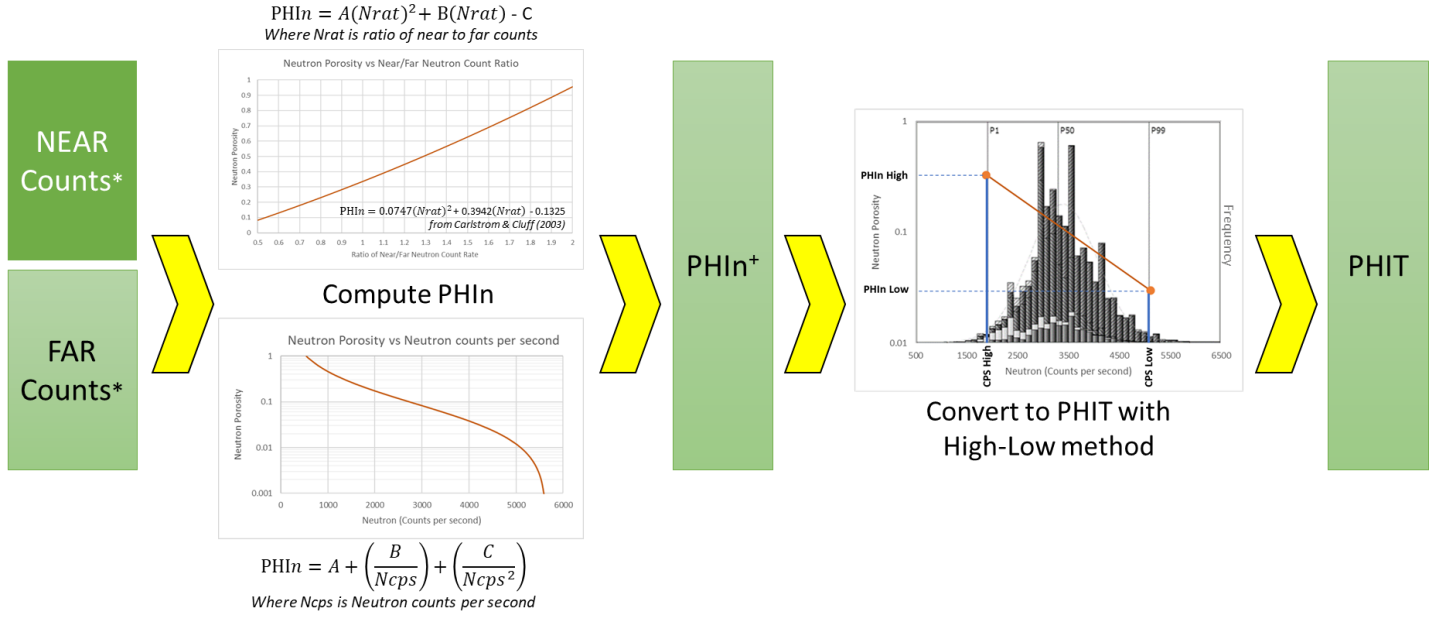 NEAR
Counts*
FAR
Counts*
PHIn = A(Nrat)² + B(Nrat) - C
Where Nrat is ratio of near to far counts
Neutron Porosity vs Near/Far Neutron Count Ratio
Neutron Porosity
1
0.9
0.8
0.7
0.6
0.5
0.4
0.3
0.2
0.1
0
PHIn = 0.0747(Nrat)² + 0.3942(Nrat) - 0.1325
from Carlstrom & Cluff (2003)
0.5 0.6 0.7 0.8 0.9 1 1.1 1.2 1.3 1.4 1.5 1.6 1.7 1.8 1.9 2
Ratio of Near/Far Neutron Count Rate
Compute PHIn
Neutron Porosity vs Neutron counts per second
Neutron Porosity
1
0.1
0.01
0.001
0 1000 2000 3000 4000 5000 6000
Neutron (Counts per second)
PHIn = A + (B/Ncps) + (C/Ncps²)
Where Ncps is Neutron counts per second
PHIn⁺
1
P1
P50
P99
PHIn High
Neutron Porosity
0.1
Frequency
PHIn Low
0.01
500 1500 2500 3500 4500 5500 6500
CPS High
Neutron (Counts per second)
CPS Low
Convert to PHIT with
High-Low method
PHIT